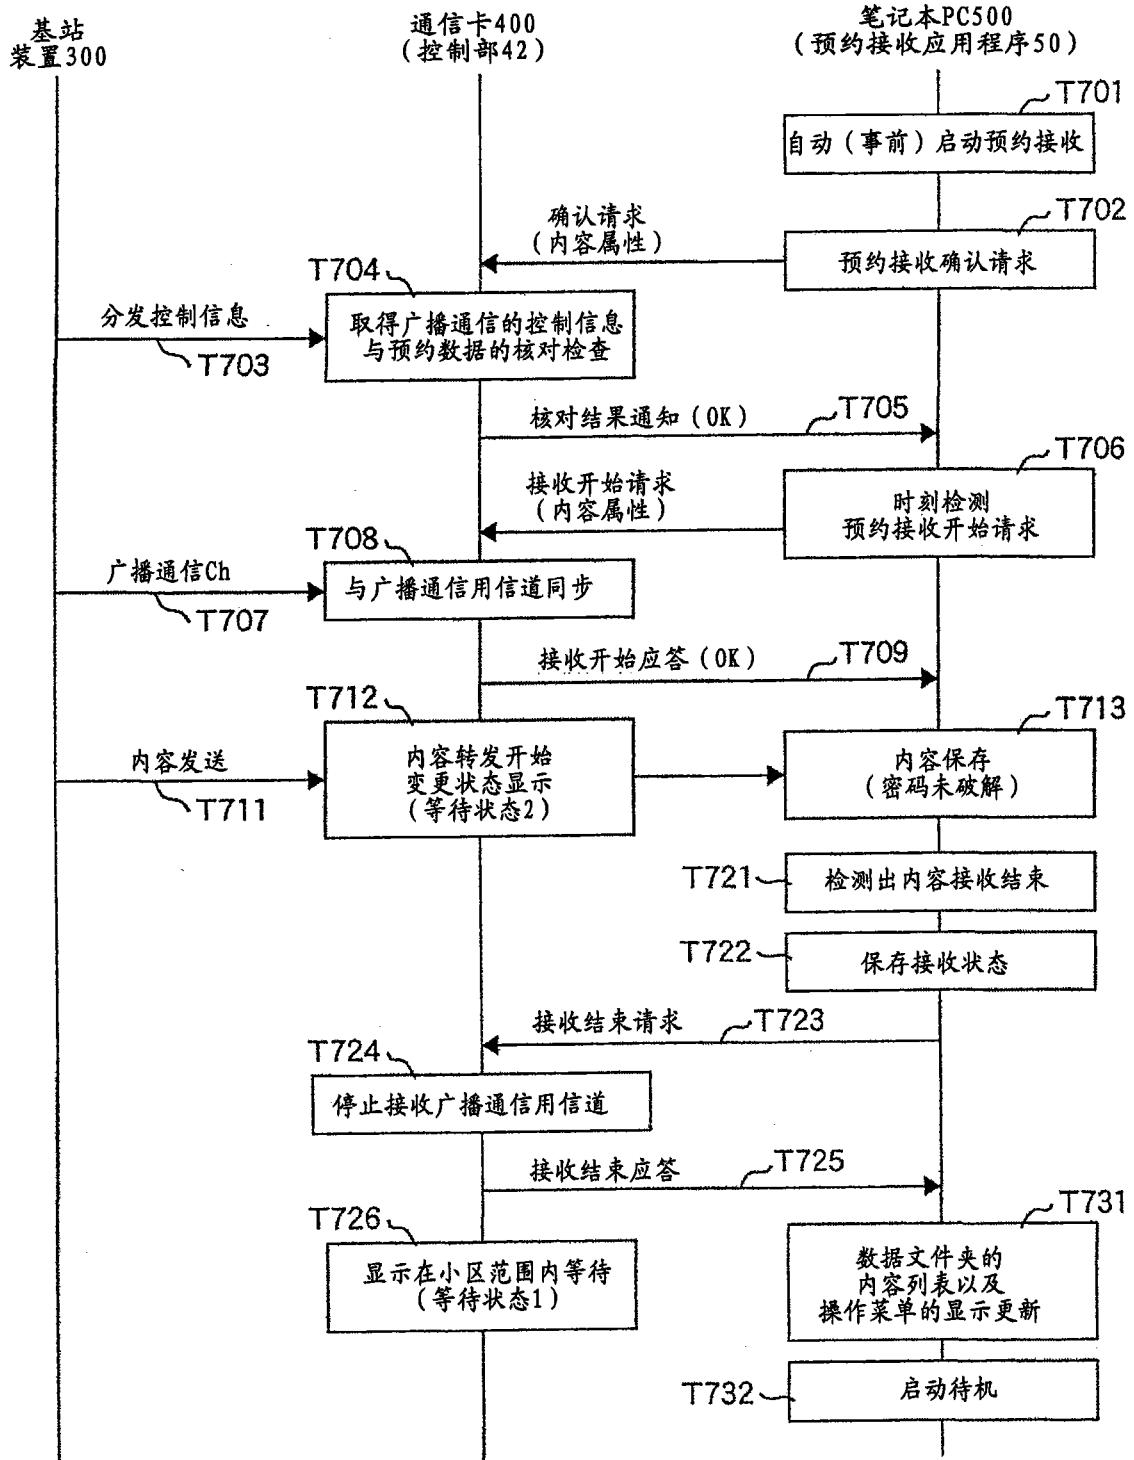 基站
装置300
通信卡400
(控制部42)
笔记本PC500
(预约接收应用程序50)
T701
自动(事前)启动预约接收
T702
确认请求
(内容属性)
预约接收确认请求
T704
分发控制信息
T703
取得广播通信的控制信息
与预约数据的核对检查
核对结果通知(OK)
T705
T706
接收开始请求
(内容属性)
时刻检测
预约接收开始请求
T708
广播通信Ch
T707
与广播通信用信道同步
接收开始应答(OK)
T709
T712
T713
内容发送
T711
内容转发开始
变更状态显示
(等待状态2)
内容保存
(密码未破解)
T721
检测出内容接收结束
T722
保存接收状态
接收结束请求
T723
T724
停止接收广播通信用信道
接收结束应答
T725
T726
显示在小区范围内等待
(等待状态1)
T731
数据文件夹的
内容列表以及
操作菜单的显示更新
T732
启动待机